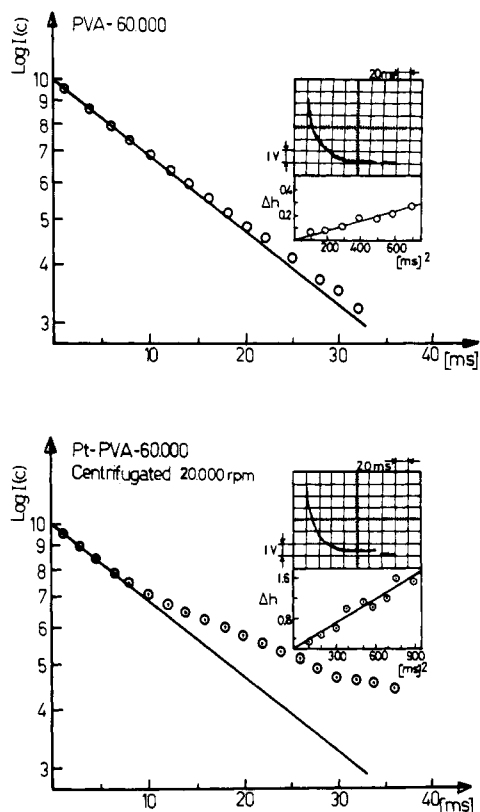 PVA-60.000
Log I(c)
10
9
8
7
6
5
4
3
0
10
20
30
40 [ms]
20ms
1V
Δh
0.4
0.2
200 400 600
[ms]²
Pt-PVA-60.000
Centrifugated 20.000 rpm
Log I(c)
10
9
8
7
6
5
4
3
0
10
20
30
40 [ms]
20ms
1V
Δh
1.6
0.8
300 600 900
[ms]²